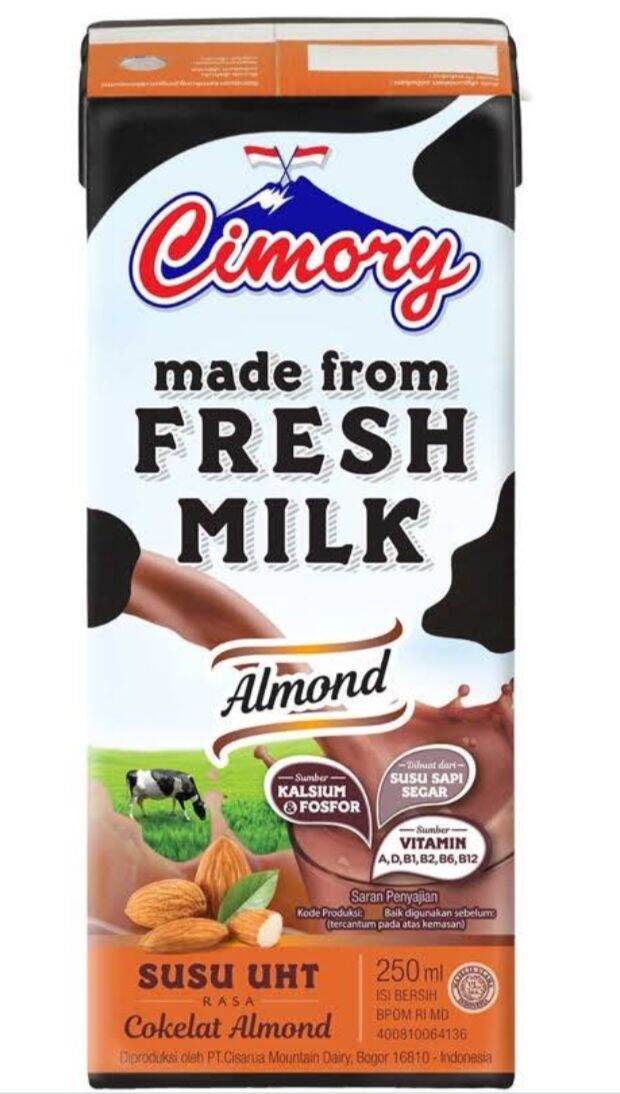 Cimory
made from
FRESH
MILK
Almond
Sumber
KALSIUM
& FOSFOR
Dibuat dari
SUSU SAPI
SEGAR
Sumber
VITAMIN
A, D, B1, B2, B6, B12
Saran Penyajian
Kode Produksi: Baik digunakan sebelum:
(tercantum pada atas kemasan)
SUSU UHT
RASA
Cokelat Almond
250 ml
ISI BERSIH
BPOM RI MD
400810064136
Diproduksi oleh PT.Cisarua Mountain Dairy, Bogor 16810 - Indonesia